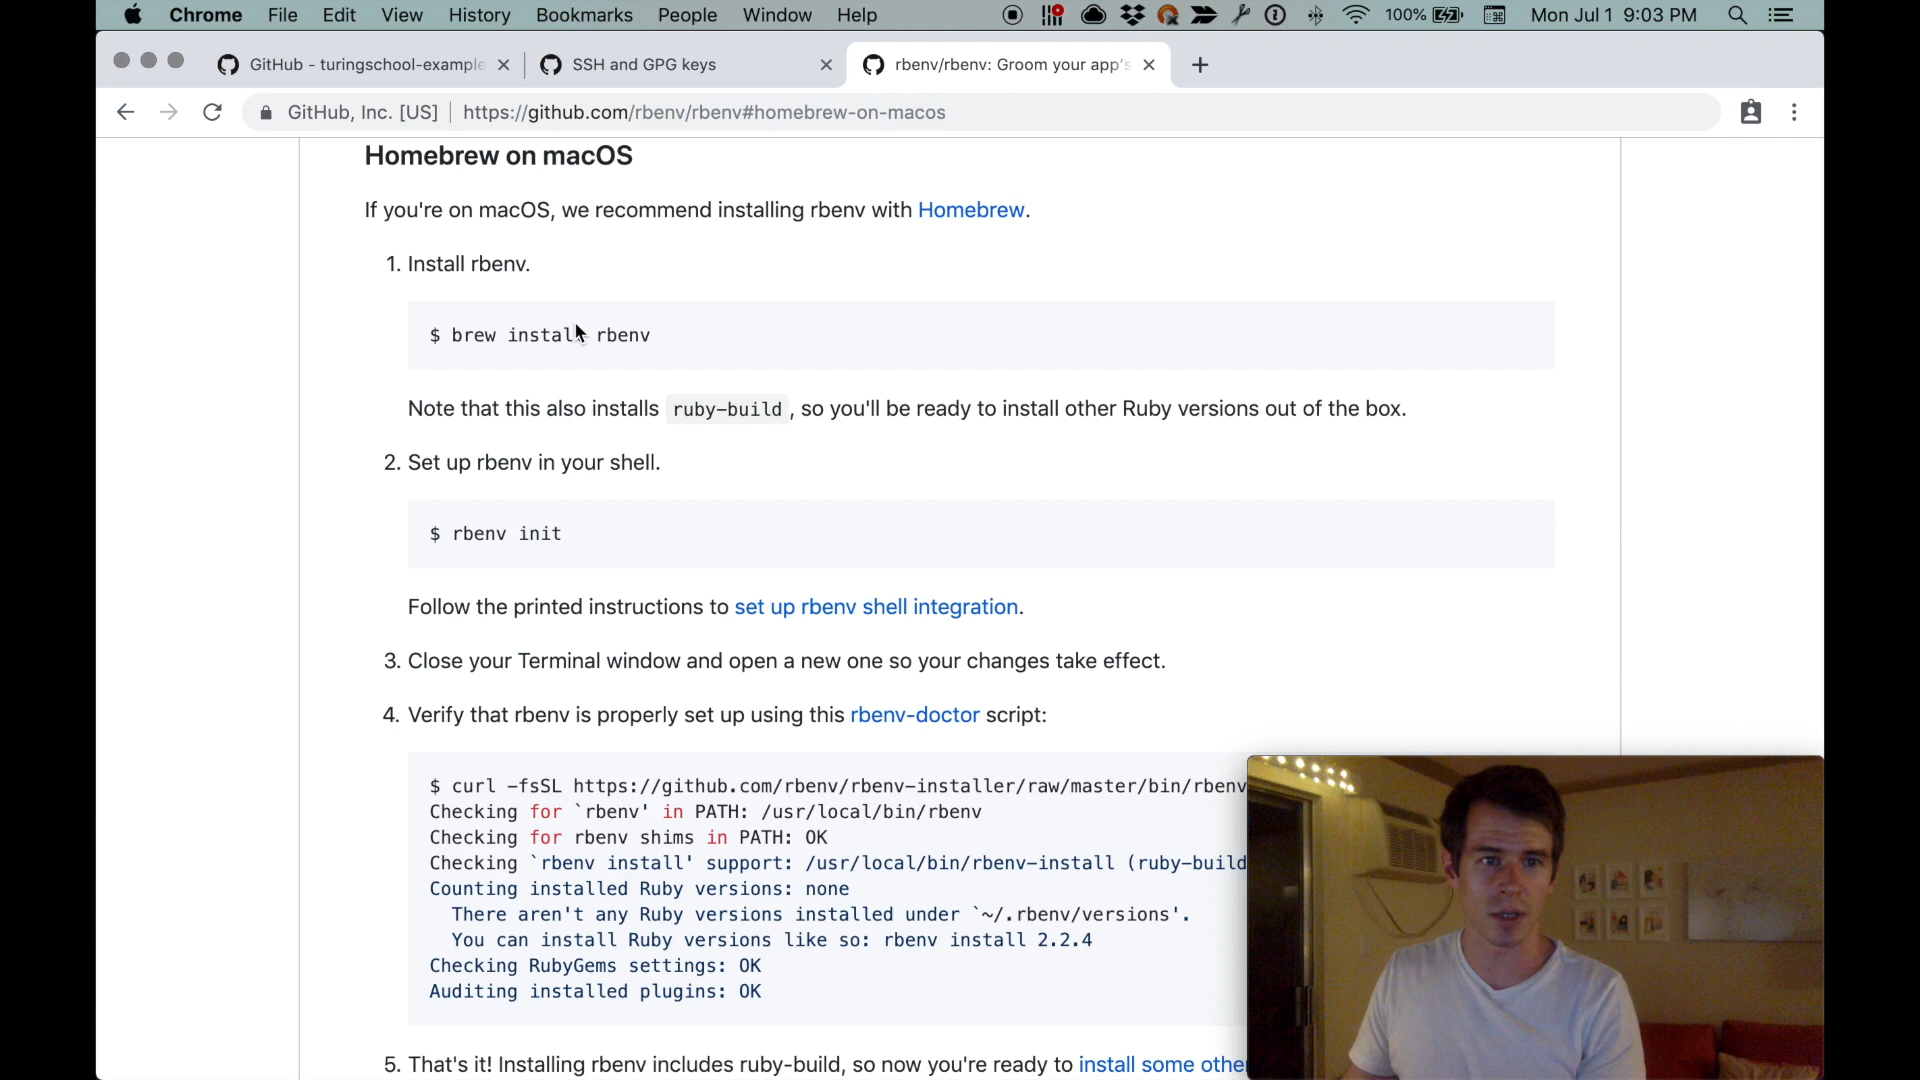 Chrome File Edit View History Bookmarks People Window Help 100% Mon Jul 1 9:03 PM
GitHub - turingschool-example SSH and GPG keys rbenv/rbenv: Groom your app's
GitHub, Inc. [US] https://github.com/rbenv/rbenv#homebrew-on-macos
Homebrew on macOS
If you're on macOS, we recommend installing rbenv with Homebrew.
1. Install rbenv.
$ brew install rbenv
Note that this also installs ruby-build, so you'll be ready to install other Ruby versions out of the box.
2. Set up rbenv in your shell.
$ rbenv init
Follow the printed instructions to set up rbenv shell integration.
3. Close your Terminal window and open a new one so your changes take effect.
4. Verify that rbenv is properly set up using this rbenv-doctor script:
$ curl -fsSL https://github.com/rbenv/rbenv-installer/raw/master/bin/rbenv
Checking for `rbenv' in PATH: /usr/local/bin/rbenv
Checking for rbenv shims in PATH: OK
Checking `rbenv install' support: /usr/local/bin/rbenv-install (ruby-build
Counting installed Ruby versions: none
There aren't any Ruby versions installed under `~/.rbenv/versions'.
You can install Ruby versions like so: rbenv install 2.2.4
Checking RubyGems settings: OK
Auditing installed plugins: OK
5. That's it! Installing rbenv includes ruby-build, so now you're ready to install some othe